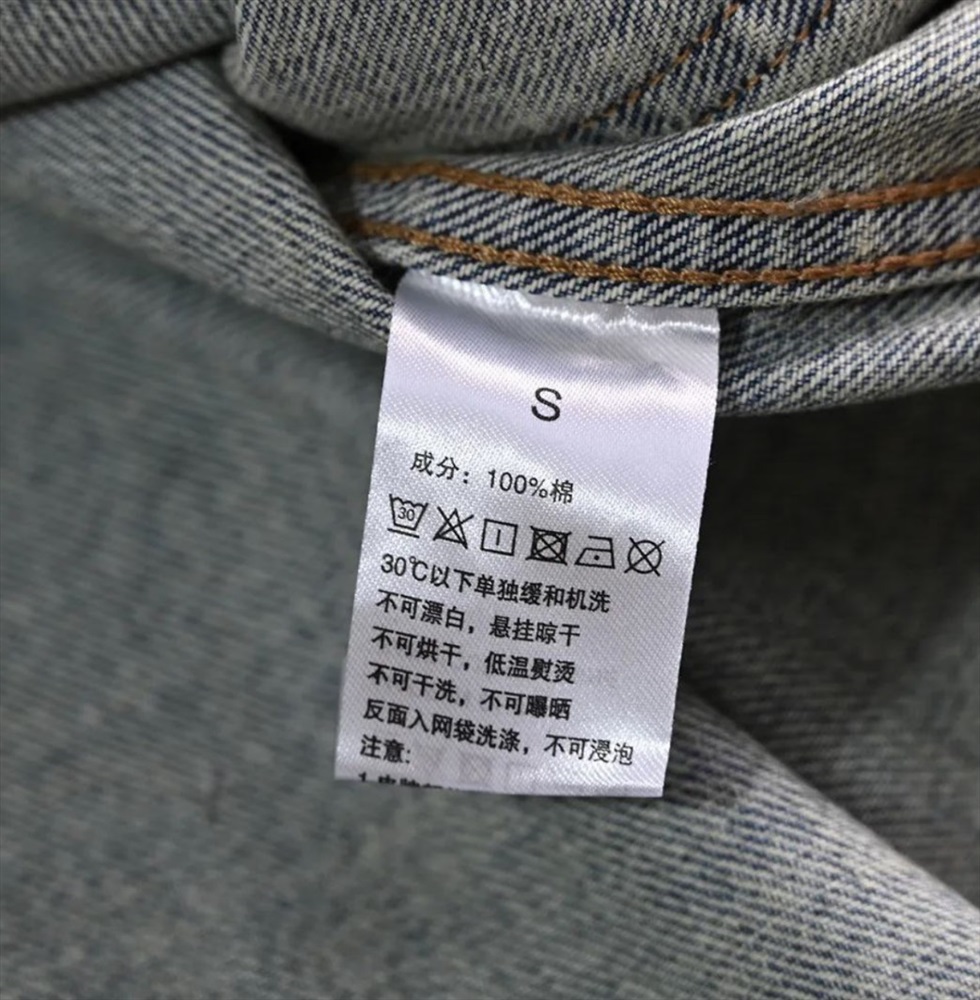 S
成分：100%棉
30
30℃以下单独缓和机洗
不可漂白，悬挂晾干
不可烘干，低温熨烫
不可干洗，不可曝晒
反面入网袋洗涤，不可浸泡
注意: